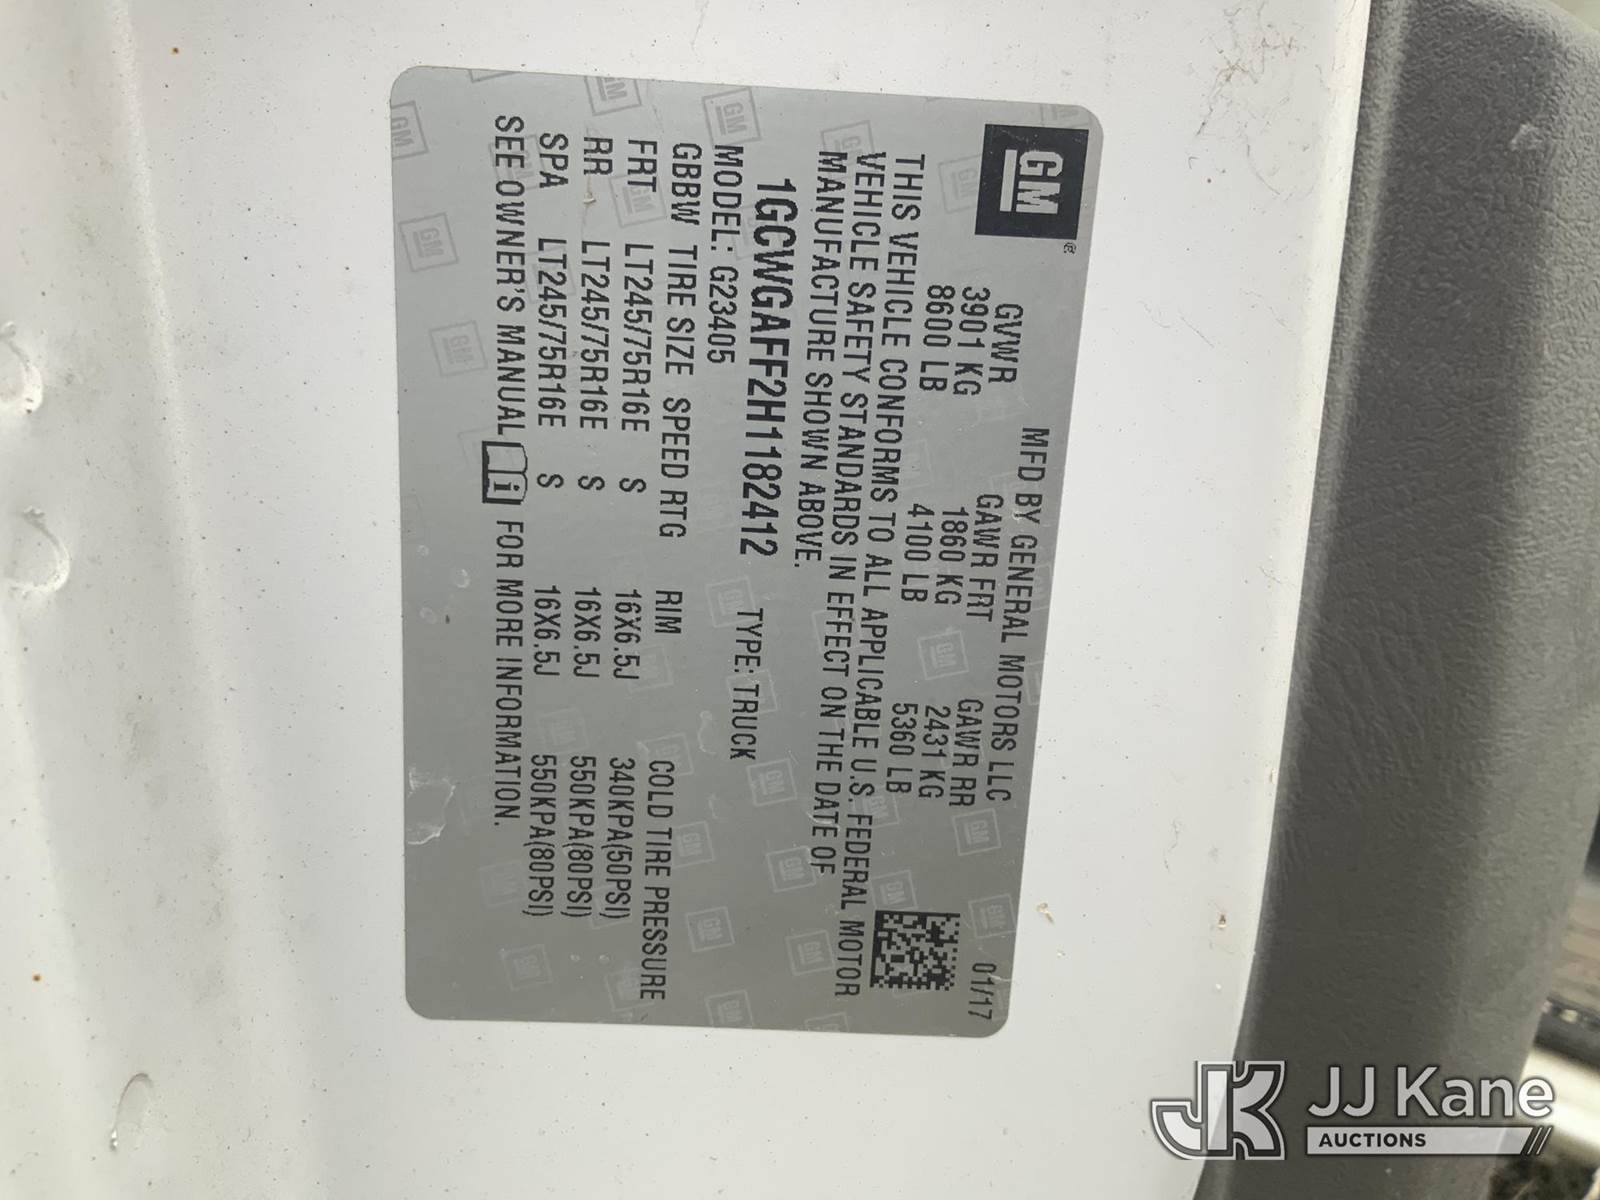 GM
®
MFD BY GENERAL MOTORS LLC 01/17
GVWR GAWR FRT GAWR RR
3901 KG 1860 KG 2431 KG
8600 LB 4100 LB 5360 LB
THIS VEHICLE CONFORMS TO ALL APPLICABLE U.S. FEDERAL MOTOR
VEHICLE SAFETY STANDARDS IN EFFECT ON THE DATE OF
MANUFACTURE SHOWN ABOVE.
1GCWGAFF2H1182412 TYPE: TRUCK
MODEL: G23405
GBBW TIRE SIZE SPEED RTG RIM COLD TIRE PRESSURE
FRT LT245/75R16E S 16X6.5J 340KPA(50PSI)
RR LT245/75R16E S 16X6.5J 550KPA(80PSI)
SPA LT245/75R16E S 16X6.5J 550KPA(80PSI)
SEE OWNER'S MANUAL i FOR MORE INFORMATION.
JK JJ Kane
AUCTIONS